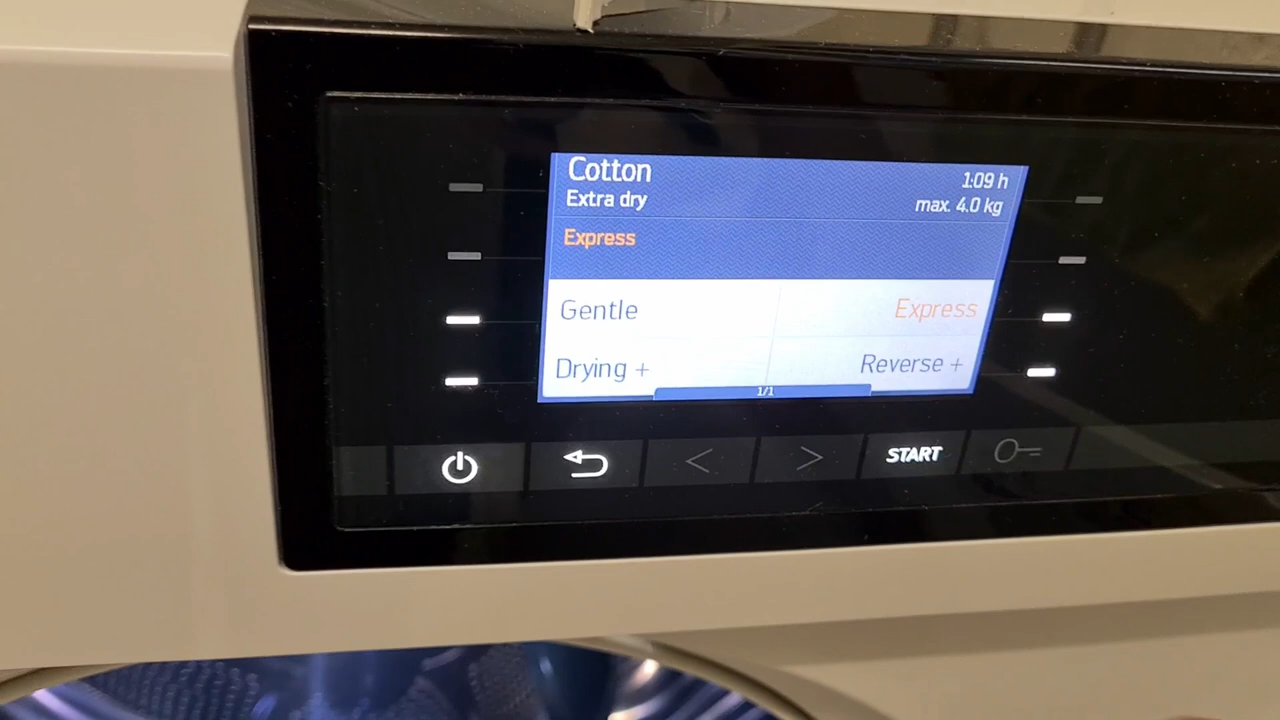 Cotton 1:09 h
Extra dry max. 4.0 kg
Express
Gentle Express
Drying + Reverse +
1/1
START